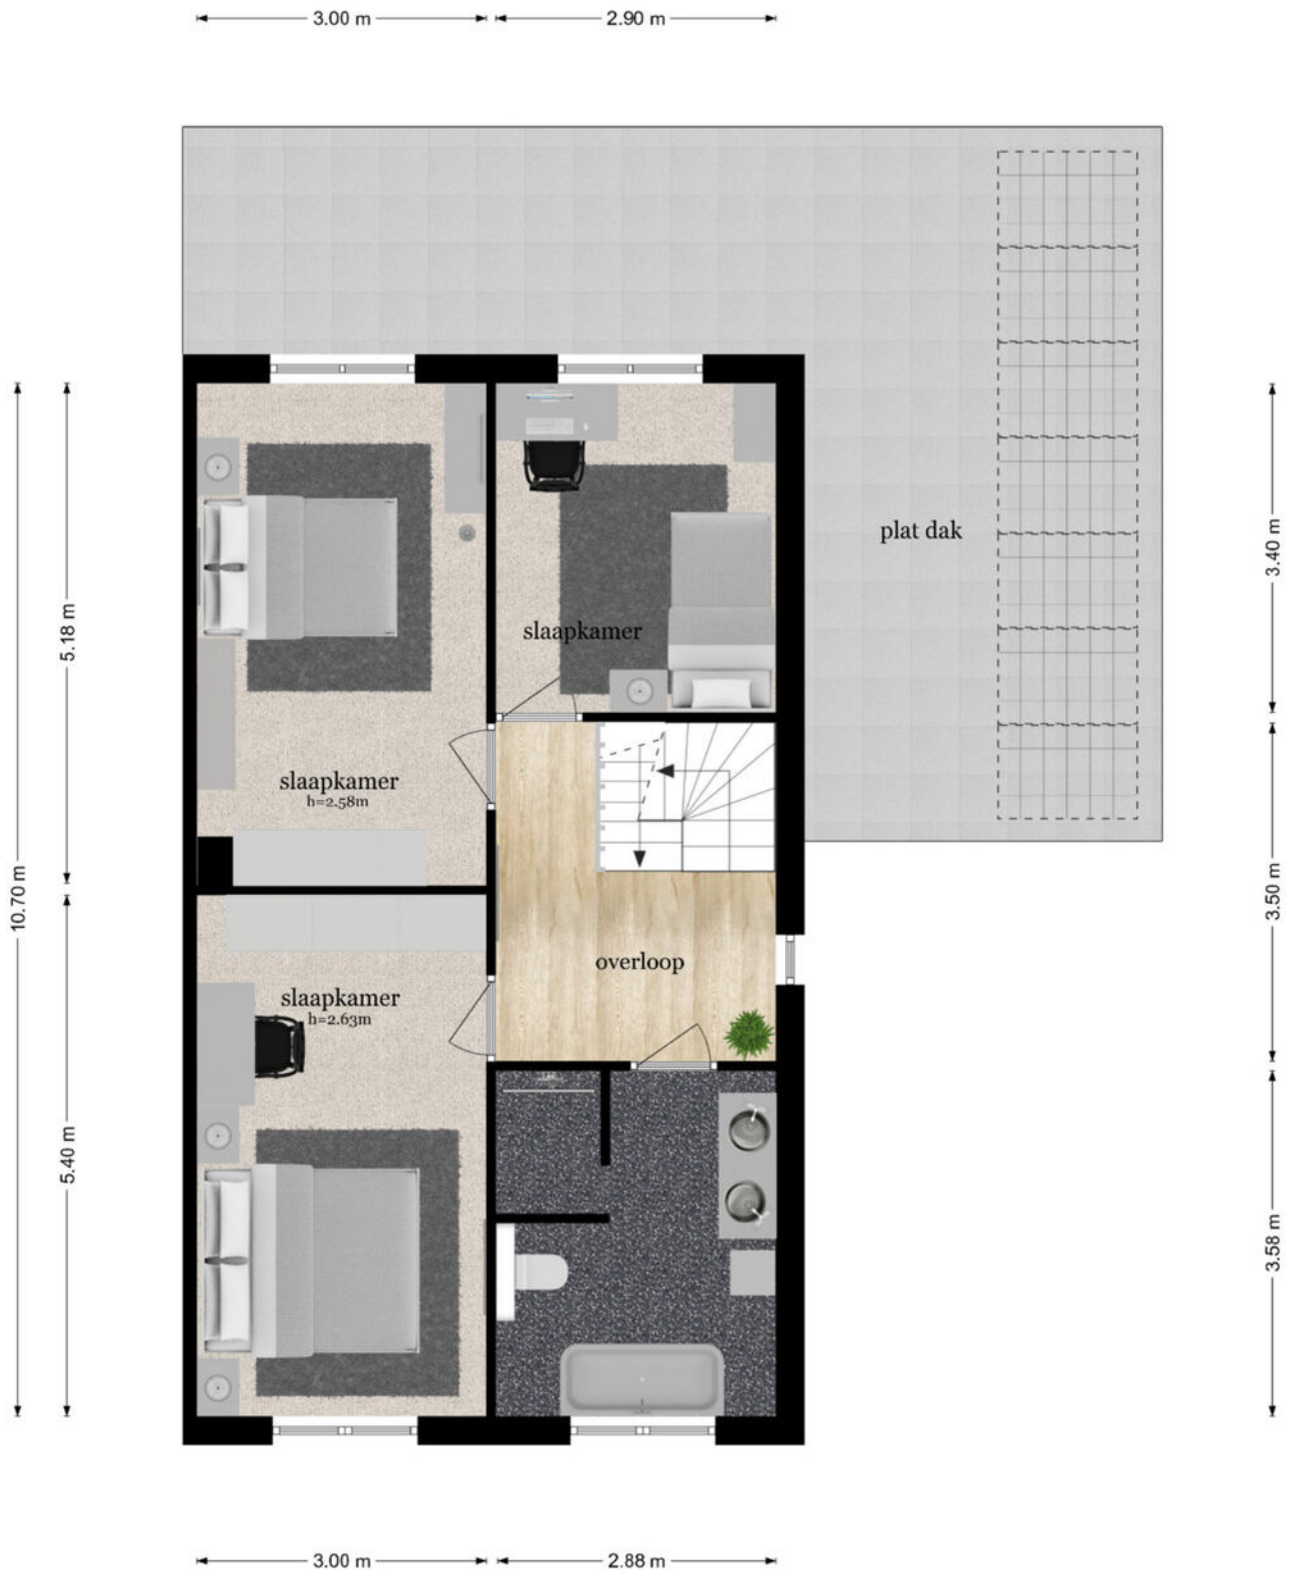 3.00 m
2.90 m
plat dak
3.40 m
5.18 m
slaapkamer
slaapkamer
h=2.58m
10.70 m
3.50 m
overloop
slaapkamer
h=2.63m
5.40 m
3.58 m
3.00 m
2.88 m